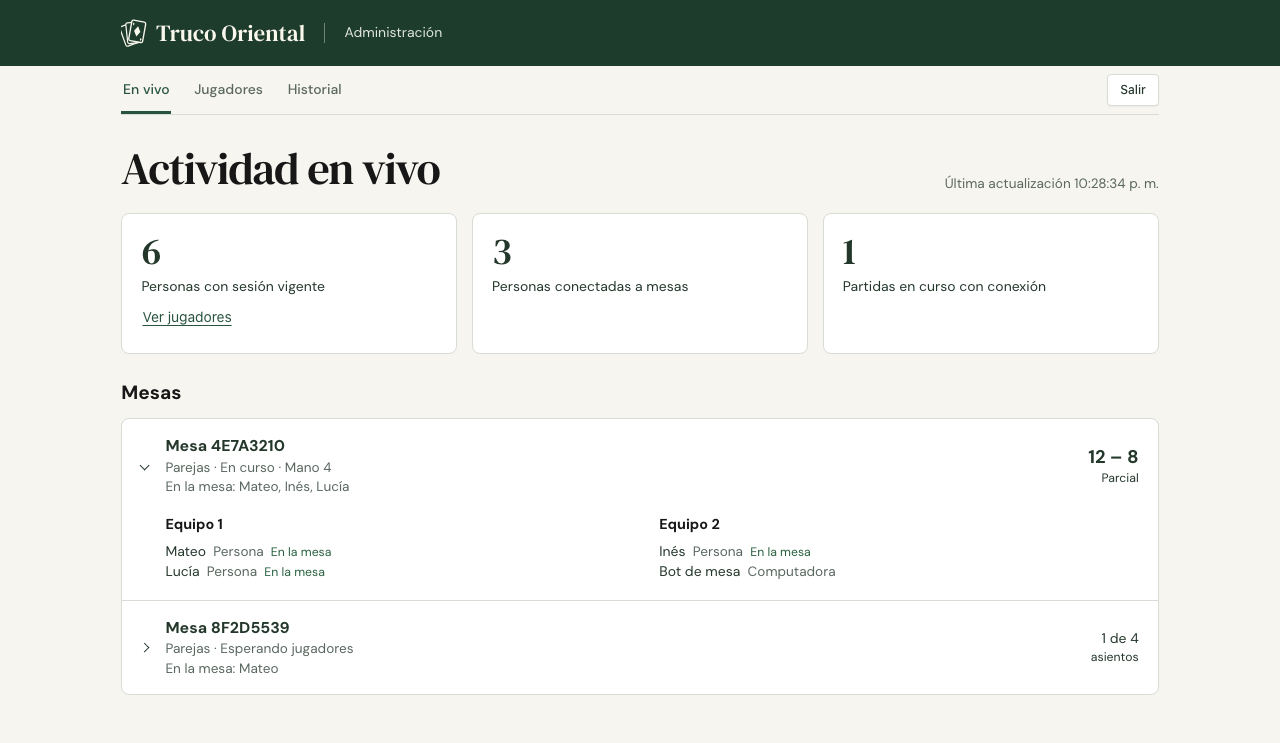 Truco Oriental
Administración
En vivo
Jugadores
Historial
Salir
Actividad en vivo
Última actualización 10:28:34 p. m.
6
Personas con sesión vigente
Ver jugadores
3
Personas conectadas a mesas
1
Partidas en curso con conexión
Mesas
Mesa 4E7A3210
Parejas · En curso · Mano 4
En la mesa: Mateo, Inés, Lucía
12 – 8
Parcial
Equipo 1
Mateo Persona En la mesa
Lucía Persona En la mesa
Equipo 2
Inés Persona En la mesa
Bot de mesa Computadora
Mesa 8F2D5539
Parejas · Esperando jugadores
En la mesa: Mateo
1 de 4
asientos